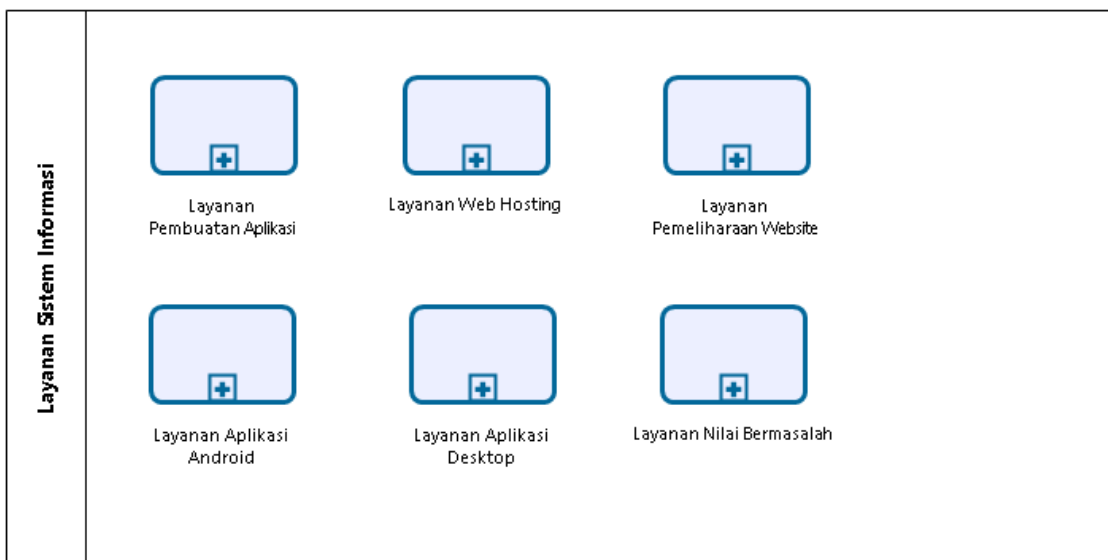 Layanan Sistem Informasi
Layanan
Pembuatan Aplikasi
Layanan Web Hosting
Layanan
Pemeliharaan Website
Layanan Aplikasi
Android
Layanan Aplikasi
Desktop
Layanan Nilai Bermasalah